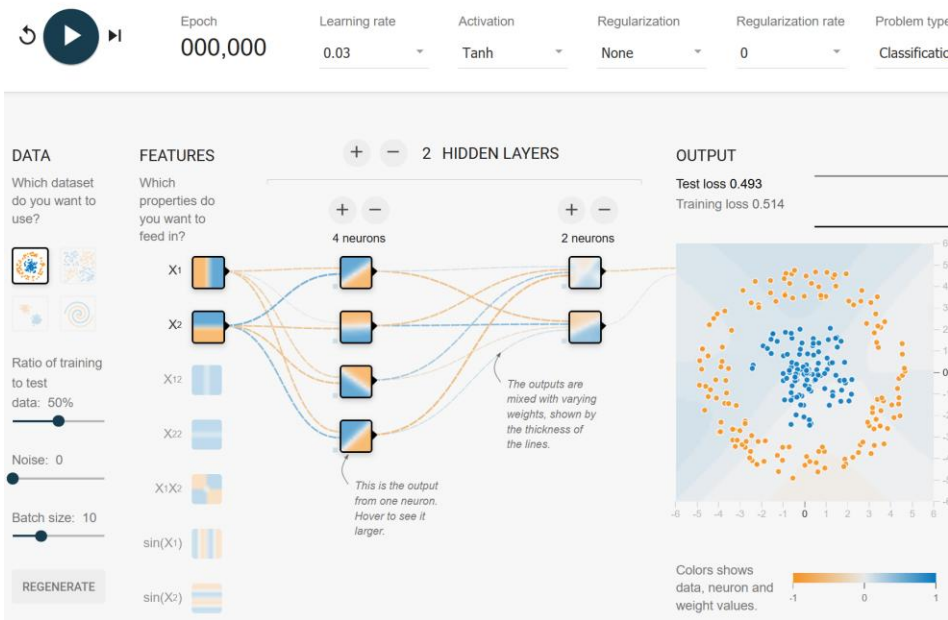 Epoch
000,000
Learning rate
0.03
Activation
Tanh
Regularization
None
Regularization rate
0
Problem type
Classificatio
DATA
Which dataset
do you want to
use?
Ratio of training
to test
data: 50%
Noise: 0
Batch size: 10
REGENERATE
FEATURES
Which
properties do
you want to
feed in?
X1
X2
X12
X22
X1X2
sin(X1)
sin(X2)
+ − 2 HIDDEN LAYERS
+ −
4 neurons
+ −
2 neurons
The outputs are
mixed with varying
weights, shown by
the thickness of
the lines.
This is the output
from one neuron.
Hover to see it
larger.
OUTPUT
Test loss 0.493
Training loss 0.514
-6 -5 -4 -3 -2 -1 0 1 2 3 4 5 6
Colors shows
data, neuron and
weight values.
-1 0 1